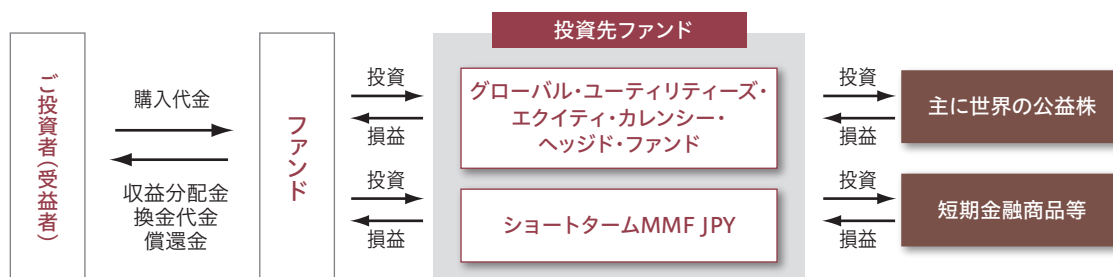 投資先ファンド
ご投資者(受益者)
購入代金
収益分配金
換金代金
償還金
ファンド
投資
損益
グローバル・ユーティリティーズ・
エクイティ・カレンシー・
ヘッジド・ファンド
投資
損益
主に世界の公益株
投資
損益
ショートタームMMF JPY
投資
損益
短期金融商品等